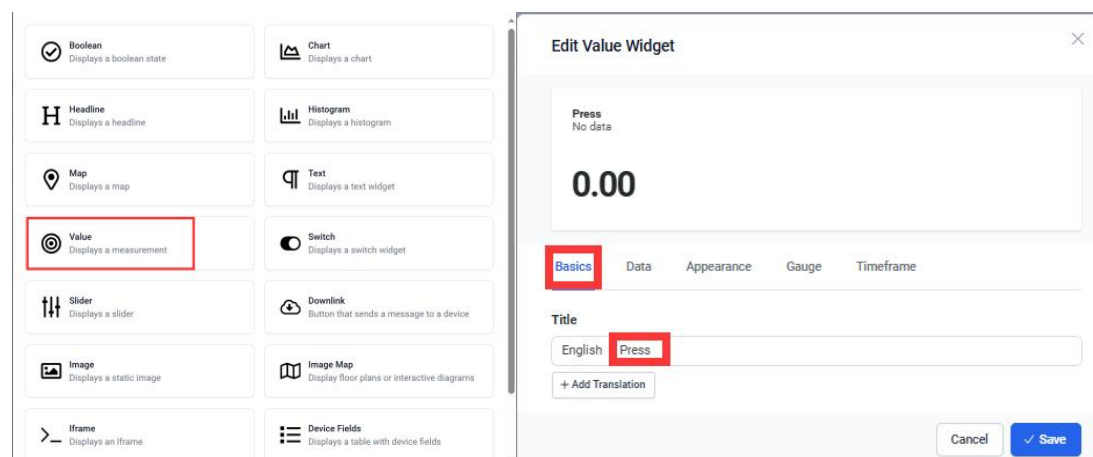 Boolean
Displays a boolean state
Chart
Displays a chart
Headline
Displays a headline
Histogram
Displays a histogram
Map
Displays a map
Text
Displays a text widget
Value
Displays a measurement
Switch
Displays a switch widget
Slider
Displays a slider
Downlink
Button that sends a message to a device
Image
Displays a static image
Image Map
Display floor plans or interactive diagrams
Iframe
Displays an Iframe
Device Fields
Displays a table with device fields
Edit Value Widget
Press
No data
0.00
Basics Data Appearance Gauge Timeframe
Title
English Press
+ Add Translation
Cancel Save